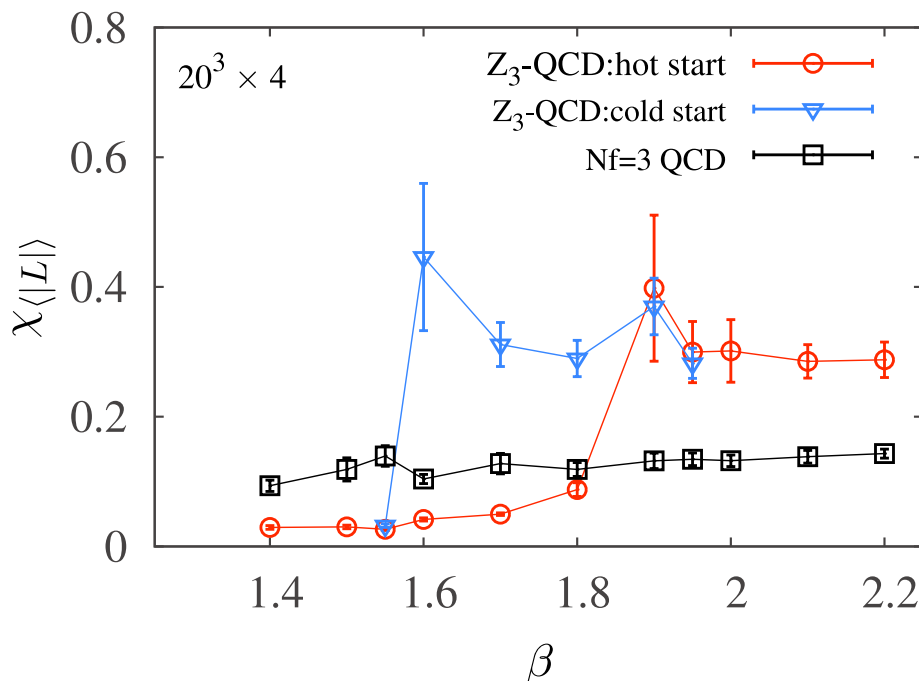 20³ × 4
Z₃-QCD:hot start
Z₃-QCD:cold start
Nf=3 QCD
χ⟨|L|⟩
0.8
0.6
0.4
0.2
0
1.4 1.6 1.8 2 2.2
β